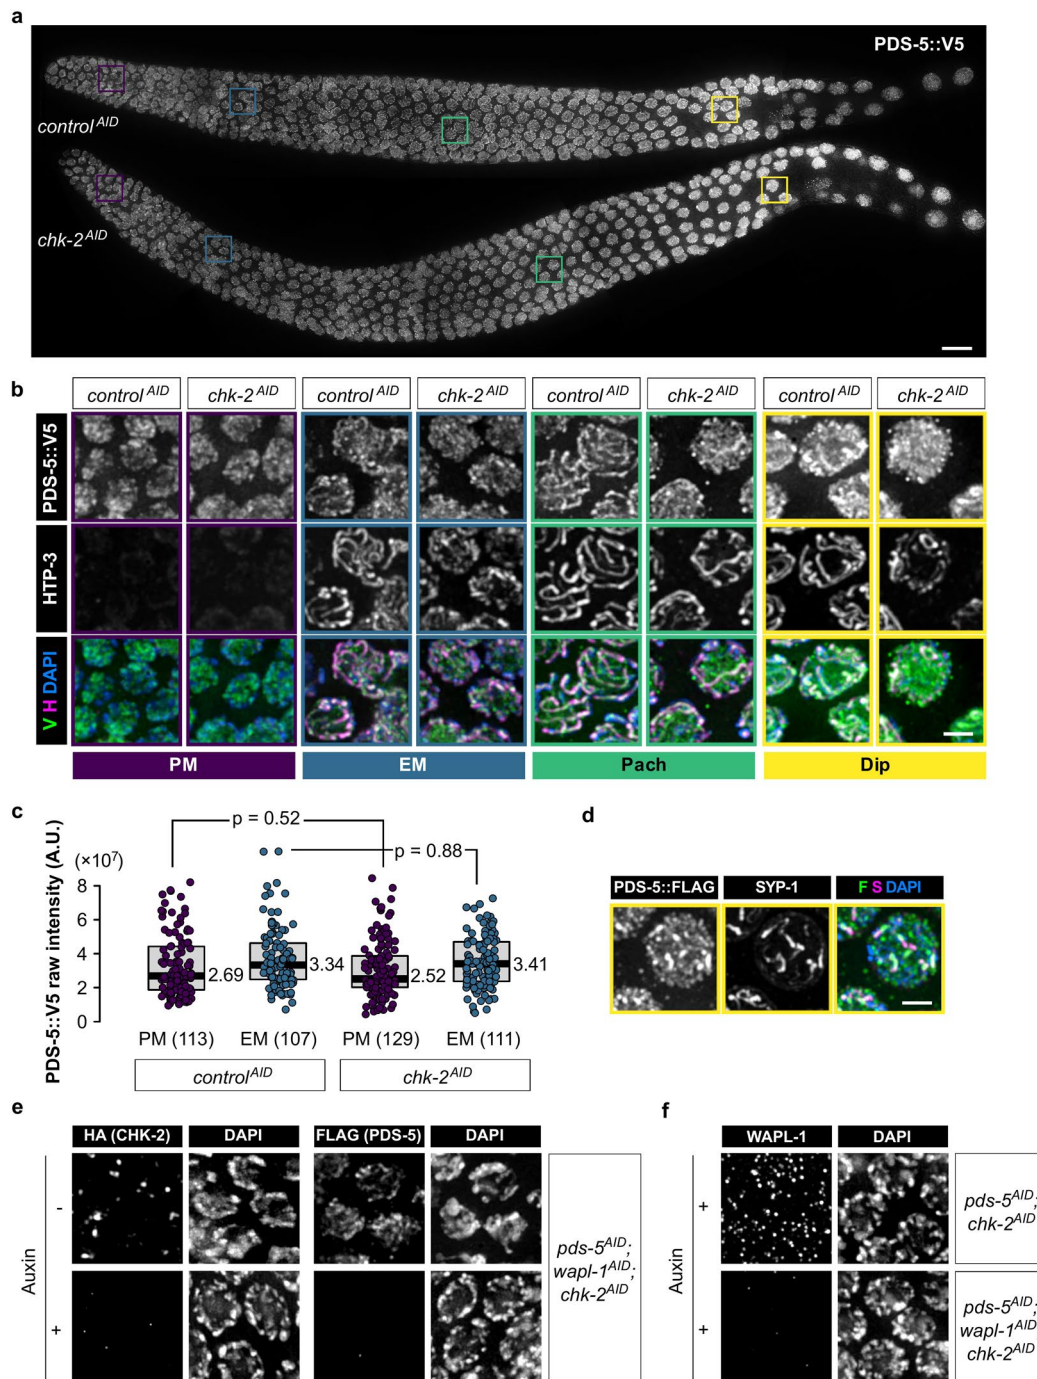 a
PDS-5::V5
control^AID
chk-2^AID
b
control^AID chk-2^AID control^AID chk-2^AID control^AID chk-2^AID control^AID chk-2^AID
PDS-5::V5
HTP-3
V H DAPI
PM EM Pach Dip
c
p = 0.52
p = 0.88
PDS-5::V5 raw intensity (A.U.)
(×10^7)
8
6
4
2
0
2.69 3.34 2.52 3.41
PM (113) EM (107) PM (129) EM (111)
control^AID chk-2^AID
d
PDS-5::FLAG SYP-1 F S DAPI
e
HA (CHK-2) DAPI FLAG (PDS-5) DAPI
Auxin
-
+
pds-5^AID;
wapl-1^AID;
chk-2^AID
f
WAPL-1 DAPI
Auxin
+
+
pds-5^AID;
chk-2^AID
pds-5^AID;
wapl-1^AID
chk-2^AID